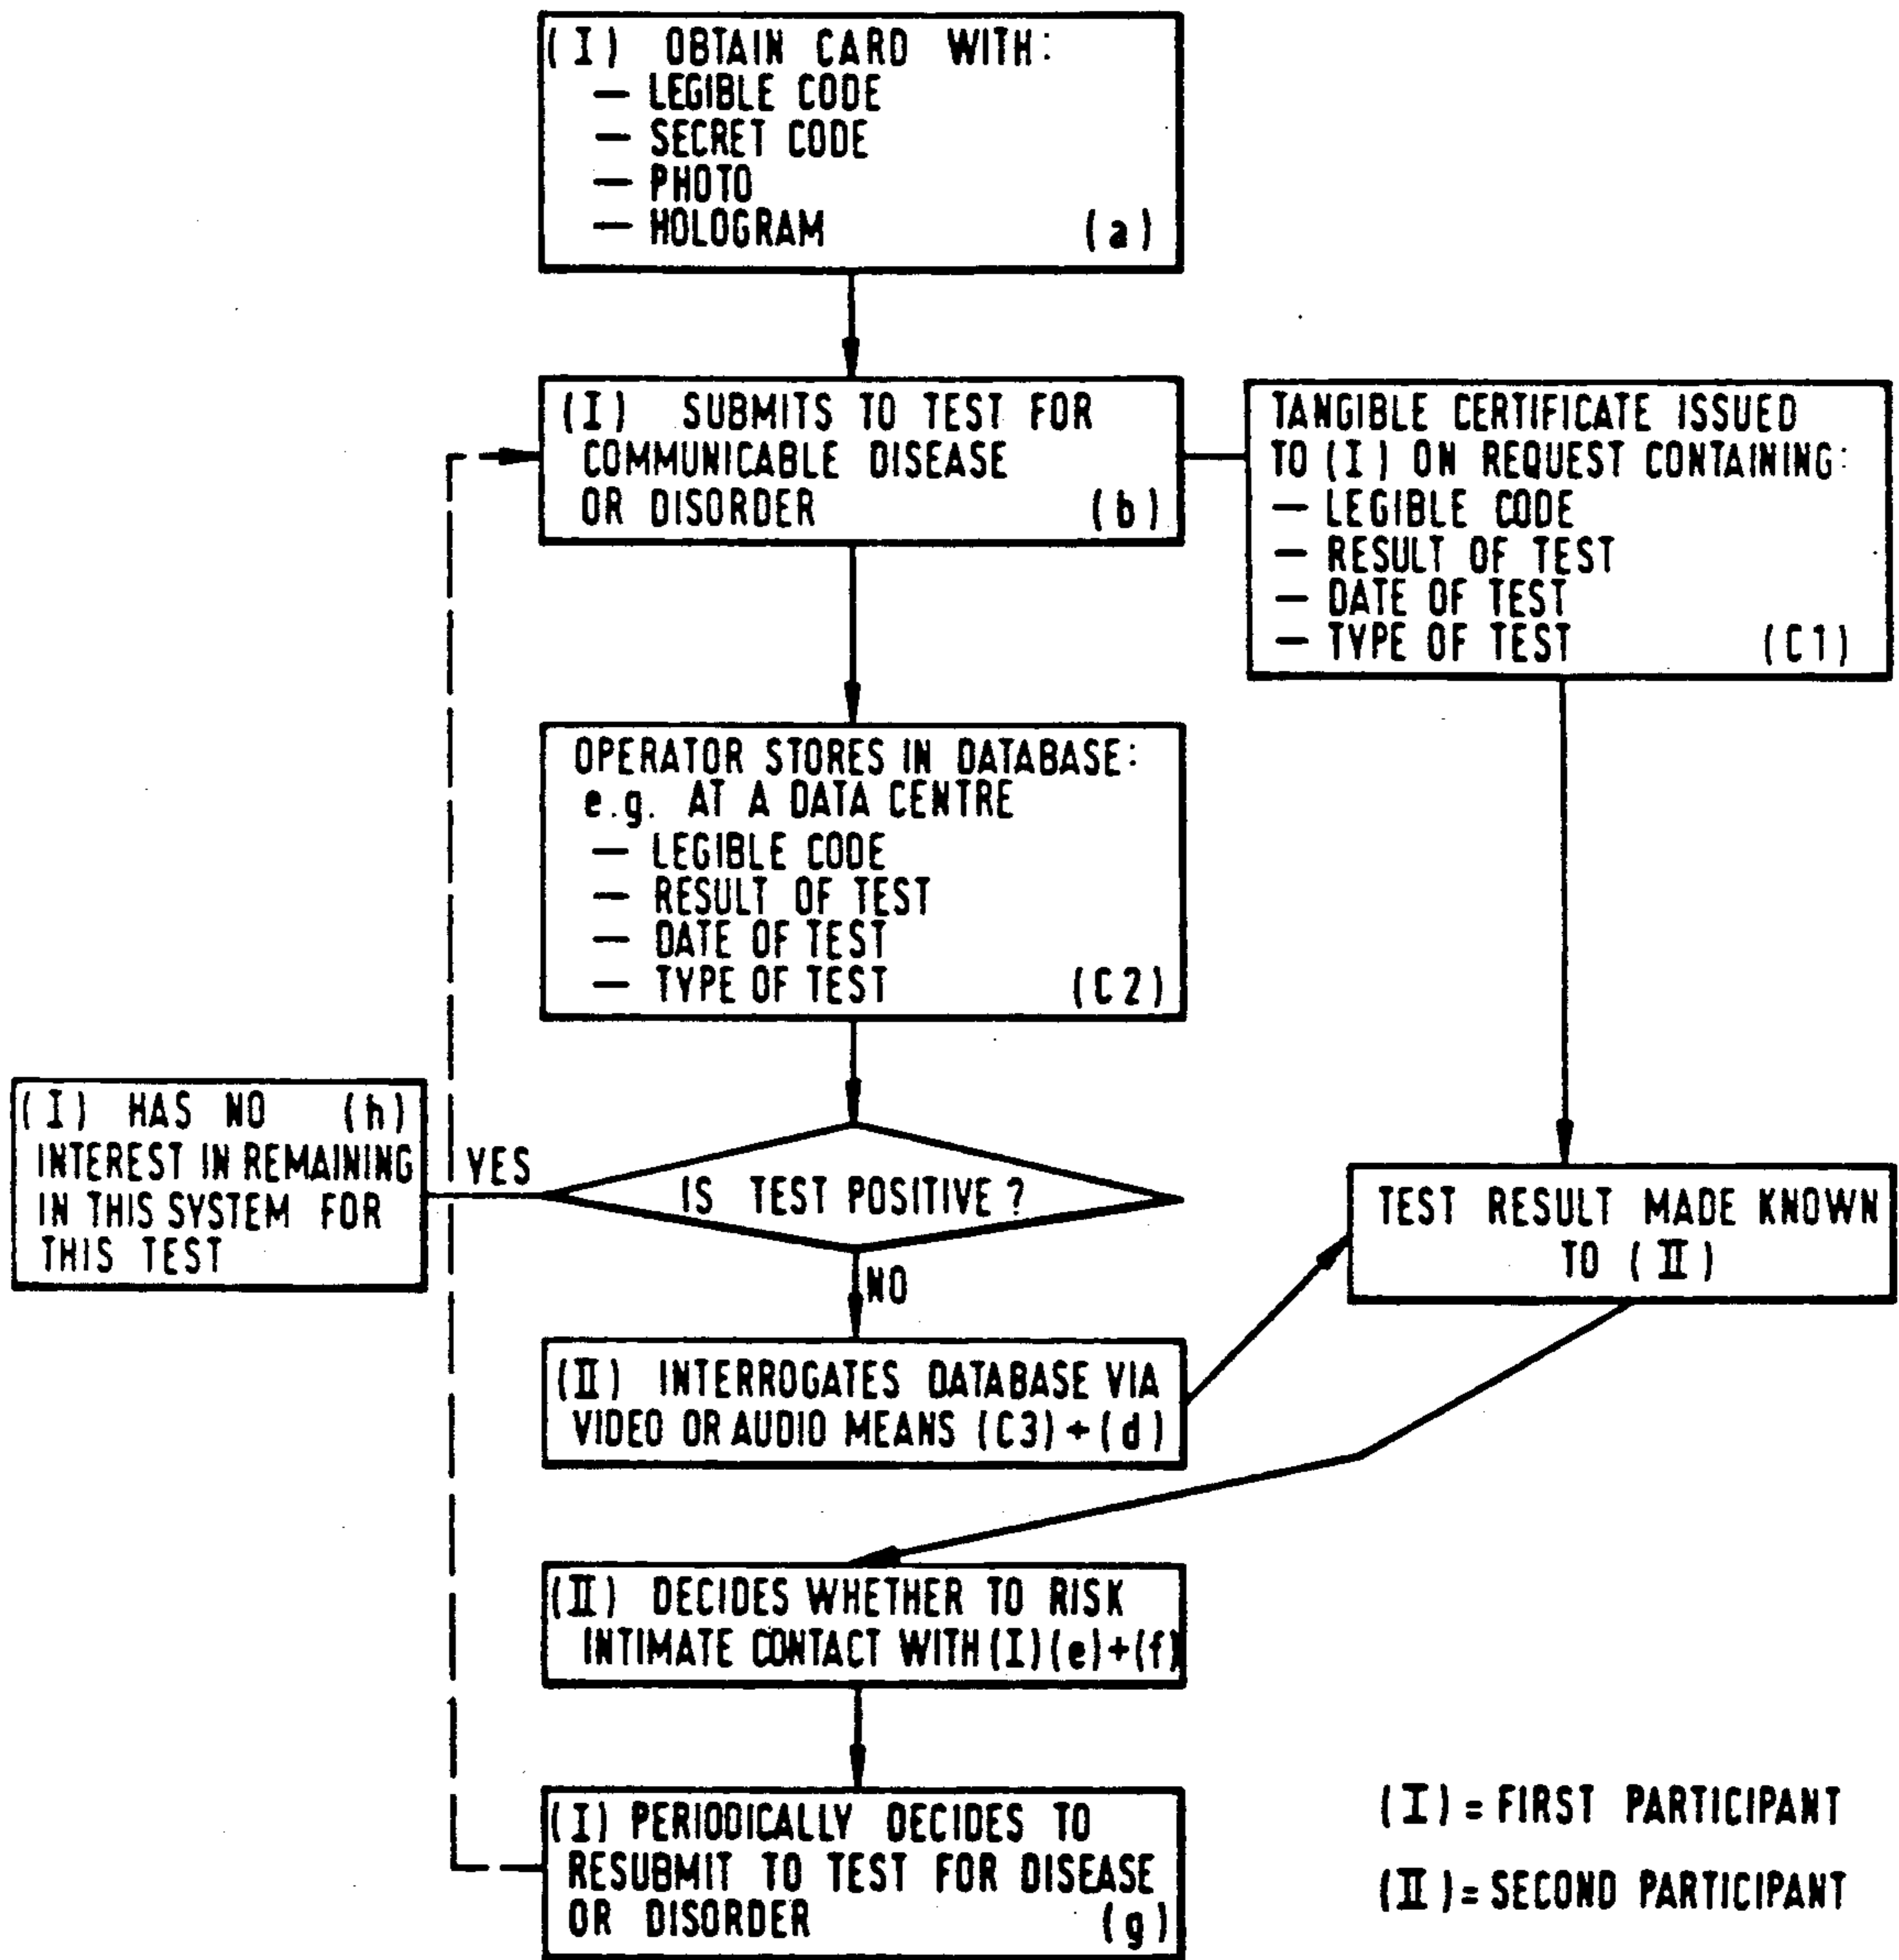 (I) OBTAIN CARD WITH:
— LEGIBLE CODE
— SECRET CODE
— PHOTO
— HOLOGRAM (a)
(I) SUBMITS TO TEST FOR
COMMUNICABLE DISEASE
OR DISORDER (b)
TANGIBLE CERTIFICATE ISSUED
TO (I) ON REQUEST CONTAINING:
— LEGIBLE CODE
— RESULT OF TEST
— DATE OF TEST
— TYPE OF TEST (C1)
OPERATOR STORES IN DATABASE:
e.g. AT A DATA CENTRE
— LEGIBLE CODE
— RESULT OF TEST
— DATE OF TEST
— TYPE OF TEST (C2)
(I) HAS NO (h)
INTEREST IN REMAINING
IN THIS SYSTEM FOR
THIS TEST
YES
IS TEST POSITIVE?
NO
TEST RESULT MADE KNOWN
TO (II)
(II) INTERROGATES DATABASE VIA
VIDEO OR AUDIO MEANS (C3)+(d)
(II) DECIDES WHETHER TO RISK
INTIMATE CONTACT WITH (I)(e)+(f)
(I) PERIODICALLY DECIDES TO
RESUBMIT TO TEST FOR DISEASE
OR DISORDER (g)
(I) = FIRST PARTICIPANT
(II) = SECOND PARTICIPANT